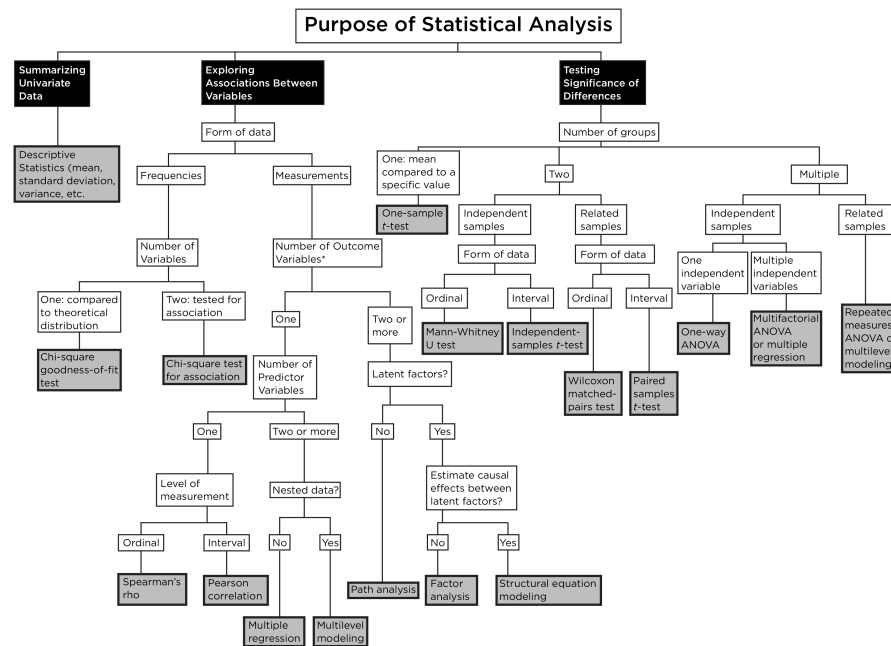 Purpose of Statistical Analysis
Summarizing
Univariate
Data
Exploring
Associations Between
Variables
Testing
Significance of
Differences
Descriptive
Statistics (mean,
standard deviation,
variance, etc.
Form of data
Frequencies
Measurements
Number of
Variables
Number of Outcome
Variables*
One: compared
to theoretical
distribution
Two: tested for
association
Chi-square
goodness-of-fit
test
Chi-square test
for association
One
Two or
more
Number of
Predictor
Variables
Latent factors?
One
Two or more
No
Yes
Level of
measurement
Nested data?
Estimate causal
effects between
latent factors?
Ordinal
Interval
No
Yes
No
Yes
Spearman's
rho
Pearson
correlation
Multiple
regression
Multilevel
modeling
Path analysis
Factor
analysis
Structural equation
modeling
Number of groups
One: mean
compared to a
specific value
Two
Multiple
One-sample
t-test
Independent
samples
Related
samples
Form of data
Form of data
Ordinal
Interval
Ordinal
Interval
Mann-Whitney
U test
Independent-
samples t-test
Wilcoxon
matched-
pairs test
Paired
samples
t-test
Independent
samples
Related
samples
One
independent
variable
Multiple
independent
variables
One-way
ANOVA
Multifactorial
ANOVA
or multiple
regression
Repeated
measures
ANOVA o
multilevel
modeling